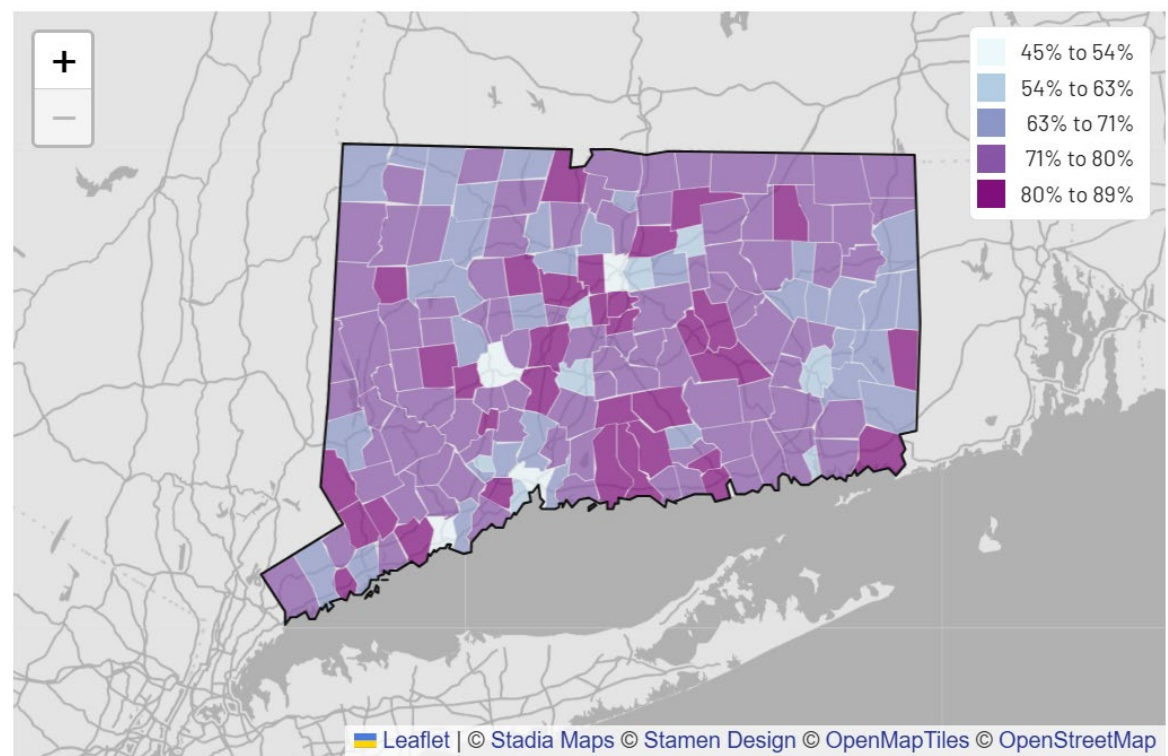 +
−
45% to 54%
54% to 63%
63% to 71%
71% to 80%
80% to 89%
Leaflet | © Stadia Maps © Stamen Design © OpenMapTiles © OpenStreetMap